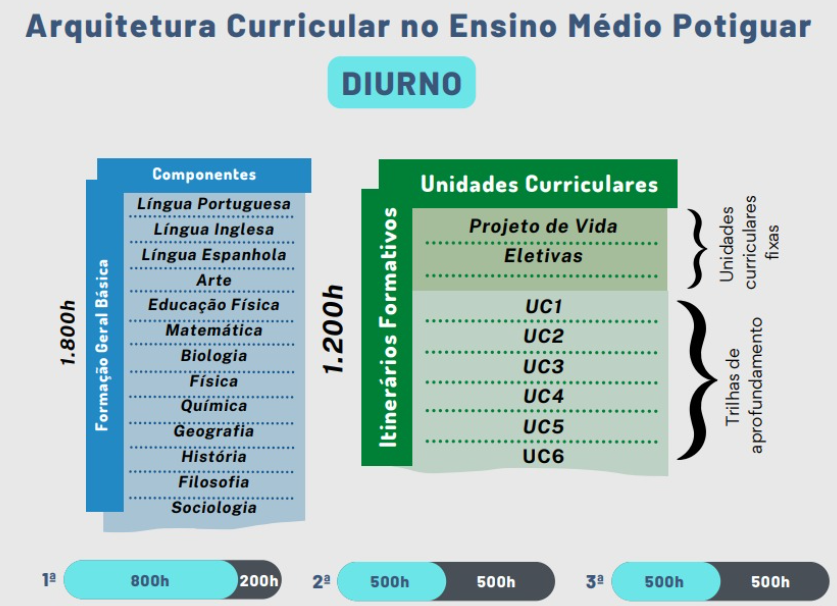 Arquitetura Curricular no Ensino Médio Potiguar
DIURNO
1.800h
Formação Geral Básica
Componentes
Língua Portuguesa
Língua Inglesa
Língua Espanhola
Arte
Educação Física
Matemática
Biologia
Física
Química
Geografia
História
Filosofia
Sociologia
1.200h
Itinerários Formativos
Unidades Curriculares
Projeto de Vida
Eletivas
Unidades
curriculares
fixas
UC1
UC2
UC3
UC4
UC5
UC6
Trilhas de
aprofundamento
1ª 800h 200h
2ª 500h 500h
3ª 500h 500h